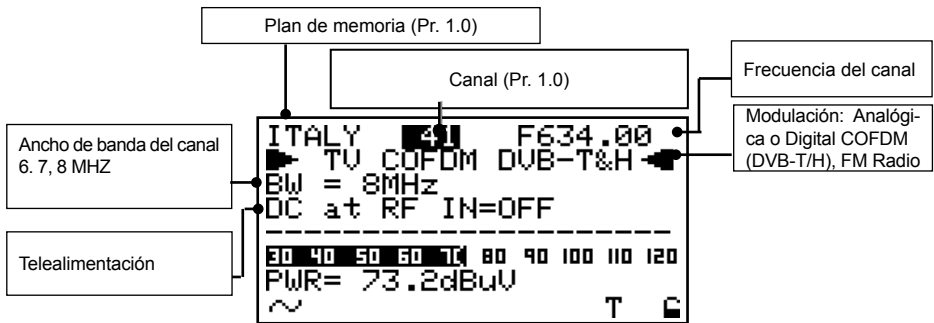 Plan de memoria (Pr. 1.0)
Canal (Pr. 1.0)
Frecuencia del canal
Modulación: Analógi-
ca o Digital COFDM
(DVB-T/H), FM Radio
Ancho de banda del canal
6. 7, 8 MHZ
Telealimentación
ITALY 41 F634.00
TV COFDM DVB-T&H
BW = 8MHz
DC at RF IN=OFF
30 40 50 60 70 80 90 100 110 120
PWR= 73.2dBuV
T